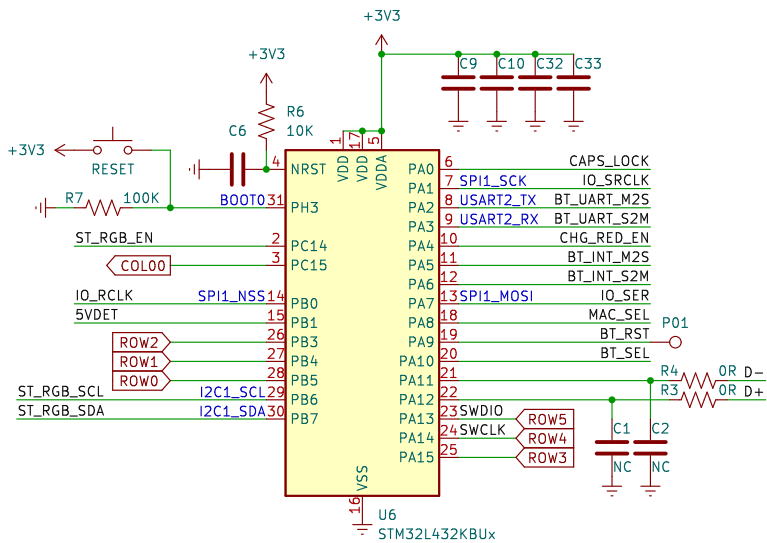 +3V3
+3V3
C9 C10 C32 C33
R6
10K
C6
+3V3
RESET
1 17 5
VDD VDD VDDA
4 NRST PA0 6 CAPS_LOCK
PA1 7 SPI1_SCK IO_SRCLK
R7 100K
BOOT0 31 PH3 PA2 8 USART2_TX BT_UART_M2S
PA3 9 USART2_RX BT_UART_S2M
ST_RGB_EN 2 PC14 PA4 10 CHG_RED_EN
COL00 3 PC15 PA5 11 BT_INT_M2S
PA6 12 BT_INT_S2M
IO_RCLK SPI1_NSS 14 PB0 PA7 13 SPI1_MOSI IO_SER
5VDET 15 PB1 PA8 18 MAC_SEL
ROW2 26 PB3 PA9 19 BT_RST P01
ROW1 27 PB4 PA10 20 BT_SEL
ROW0 28 PB5 PA11 21 R4 0R D-
ST_RGB_SCL I2C1_SCL 29 PB6 PA12 22 R3 0R D+
ST_RGB_SDA I2C1_SDA 30 PB7 PA13 23 SWDIO ROW5
PA14 24 SWCLK ROW4
PA15 25 ROW3
C1 C2
NC NC
VSS
16
U6
STM32L432KBUx